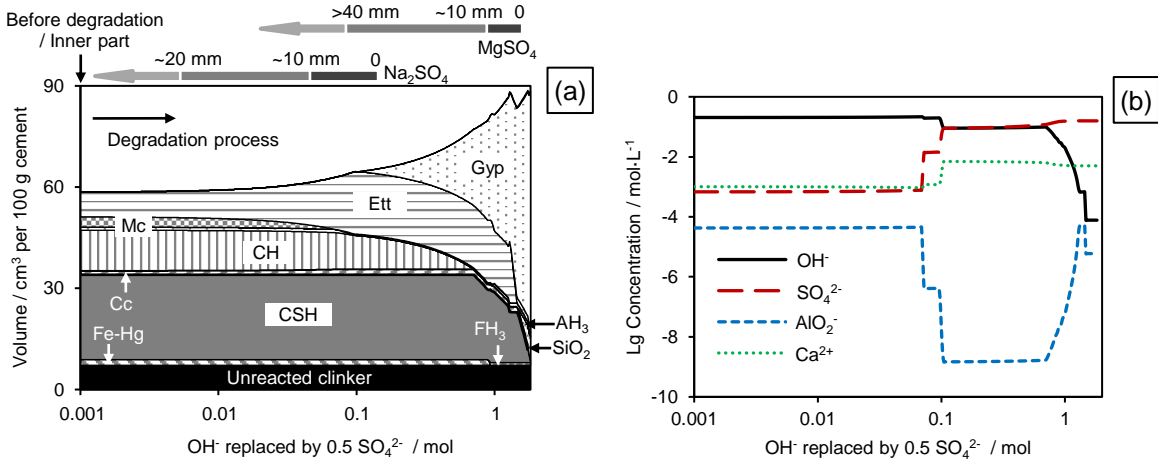 Before degradation
/ Inner part
>40 mm ~10 mm 0
MgSO₄
~20 mm ~10 mm 0
Na₂SO₄
(a)
90
60
30
0
Volume / cm³ per 100 g cement
Degradation process
Gyp
Ett
Mc
CH
Cc
CSH
Fe-Hg
FH₃
AH₃
SiO₂
Unreacted clinker
0.001 0.01 0.1 1
OH⁻ replaced by 0.5 SO₄²⁻ / mol
(b)
0
-2
-4
-6
-8
-10
Lg Concentration / mol·L⁻¹
OH⁻
SO₄²⁻
AlO₂⁻
Ca²⁺
0.001 0.01 0.1 1
OH⁻ replaced by 0.5 SO₄²⁻ / mol